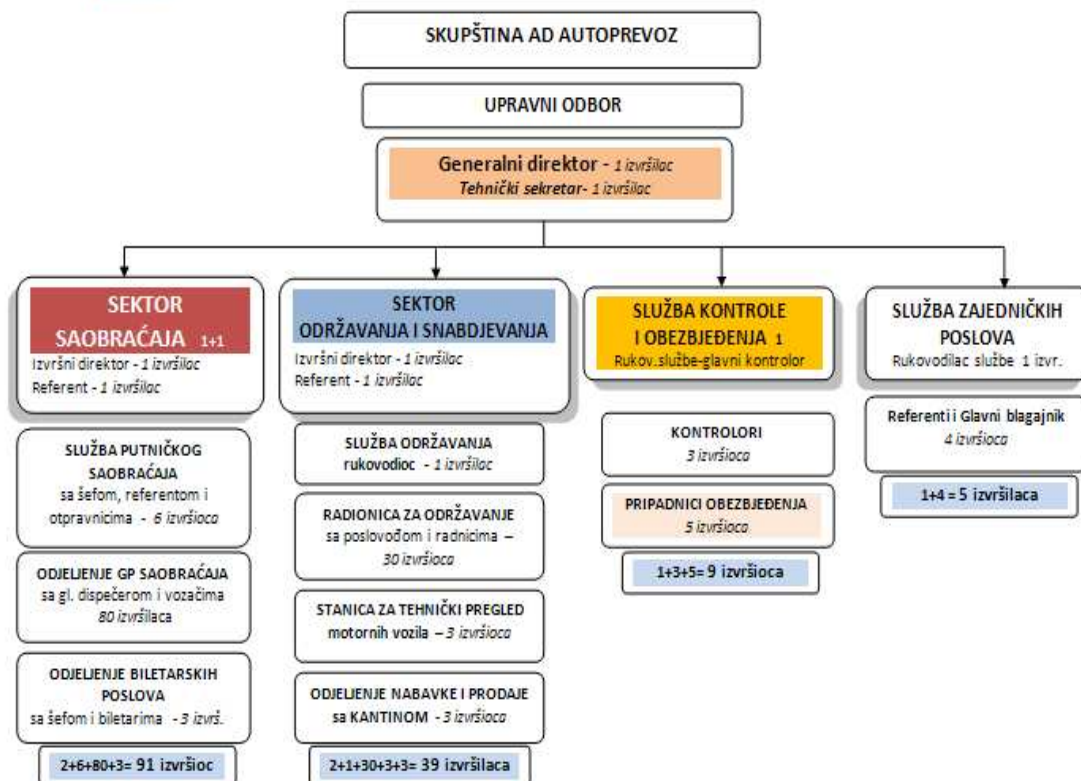 SKUPŠTINA AD AUTOPREVOZ
UPRAVNI ODBOR
Generalni direktor - 1 izvršilac
Tehnički sekretar- 1 izvršilac
SEKTOR
SAOBRAĆAJA 1+1
Izvršni direktor - 1 izvršilac
Referent - 1 izvršilac
SLUŽBA PUTNIČKOG
SAOBRAĆAJA
sa šefom, referentom i
otpravnicima - 6 izvršioca
ODJELJENJE GP SAOBRAĆAJA
sa gl. dispečerom i vozačima
80 izvršilaca
ODJELJENJE BILETARSKIH
POSLOVA
sa šefom i biletarima - 3 izvrš.
2+6+80+3= 91 izvršioc
SEKTOR
ODRŽAVANJA I SNABDJEVANJA
Izvršni direktor - 1 izvršilac
Referent - 1 izvršilac
SLUŽBA ODRŽAVANJA
rukovodioc - 1 izvršilac
RADIONICA ZA ODRŽAVANJE
sa poslovođom i radnicima –
30 izvršioca
STANICA ZA TEHNIČKI PREGLED
motornih vozila – 3 izvršioca
ODJELJENJE NABAVKE I PRODAJE
sa KANTINOM - 3 izvršioca
2+1+30+3+3= 39 izvršilaca
SLUŽBA KONTROLE
I OBEZBJEĐENJA 1
Rukov.službe-glavni kontrolor
KONTROLORI
3 izvršioca
PRIPADNICI OBEZBJEĐENJA
5 izvršioca
1+3+5= 9 izvršioca
SLUŽBA ZAJEDNIČKIH
POSLOVA
Rukovodilac službe 1 izvr.
Referenti i Glavni blagajnik
4 izvršioca
1+4 = 5 izvršilaca